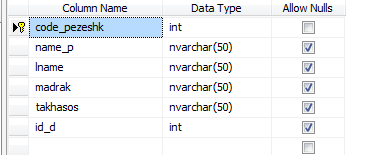 Column Name Data Type Allow Nulls
code_pezeshk int
name_p nvarchar(50)
lname nvarchar(50)
madrak nvarchar(50)
takhasos nvarchar(50)
id_d int